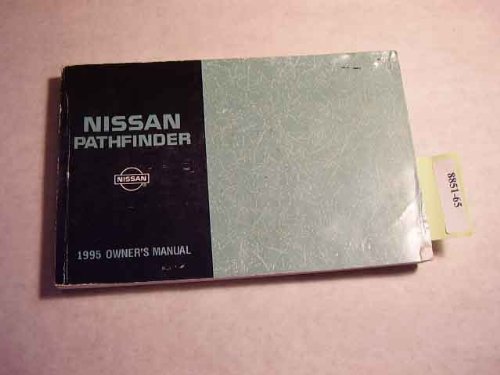 NISSAN
PATHFINDER
NISSAN
1995 OWNER'S MANUAL
8851-65